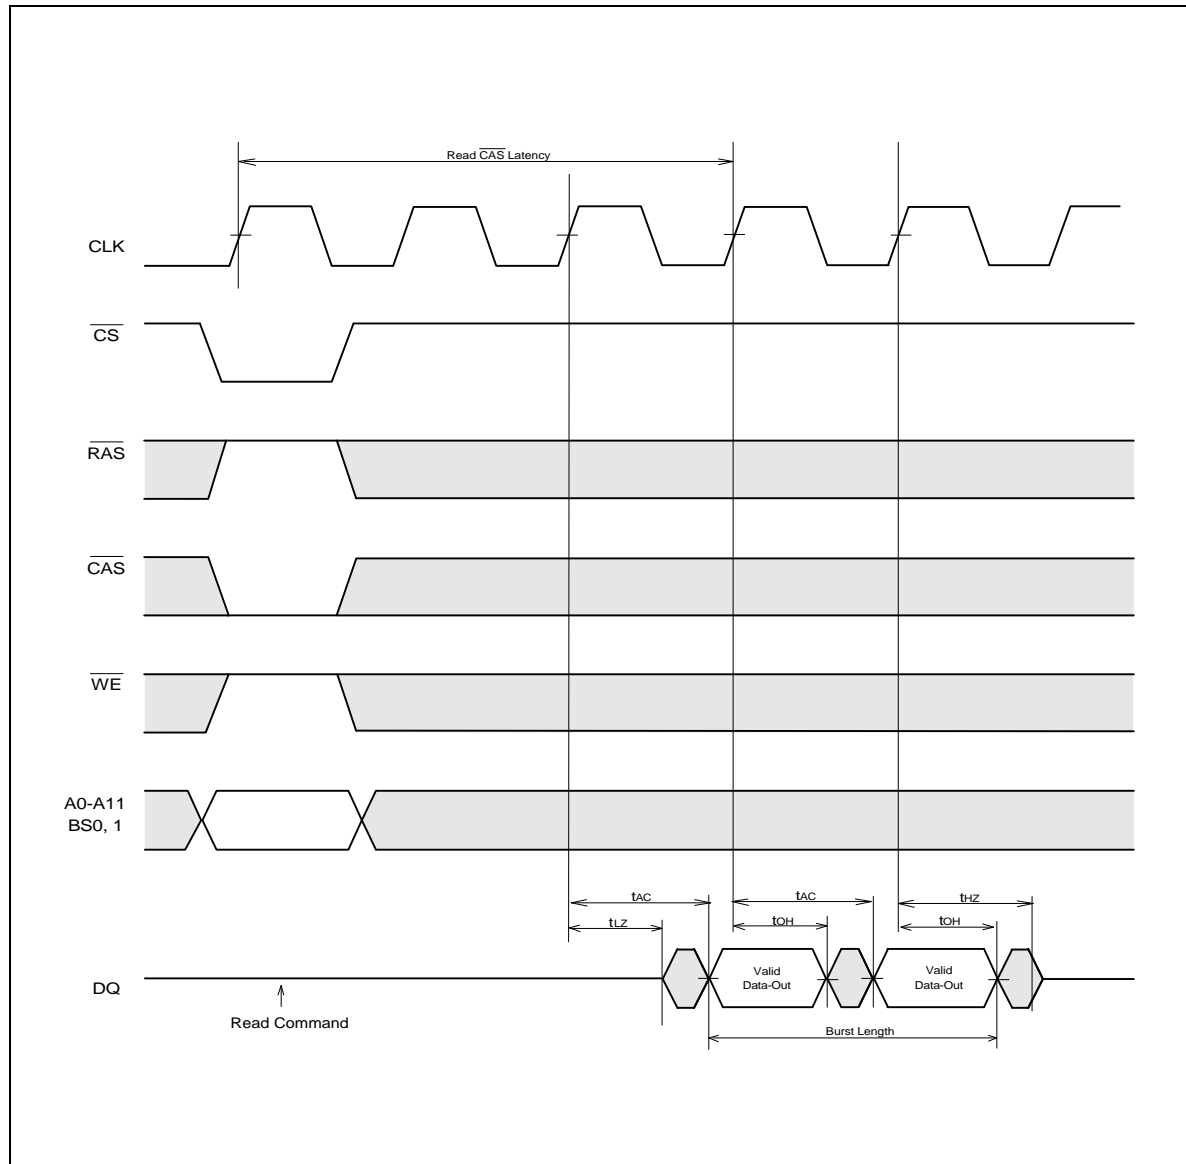 Read CAS Latency
CLK
CS
RAS
CAS
WE
A0-A11
BS0, 1
tAC
tAC
tHZ
tLZ
tOH
tOH
Valid
Data-Out
Valid
Data-Out
DQ
Read Command
Burst Length